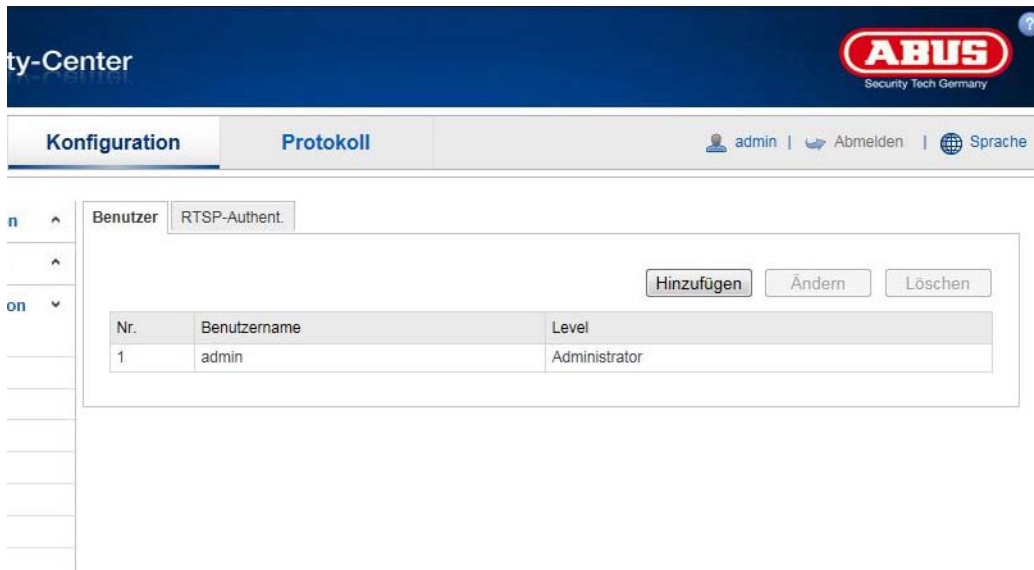 ty-Center
ABUS
Security Tech Germany
?
Konfiguration Protokoll admin | Abmelden | Sprache
n
on
Benutzer RTSP-Authent.
Hinzufügen Ändern Löschen
Nr. Benutzername Level
1 admin Administrator